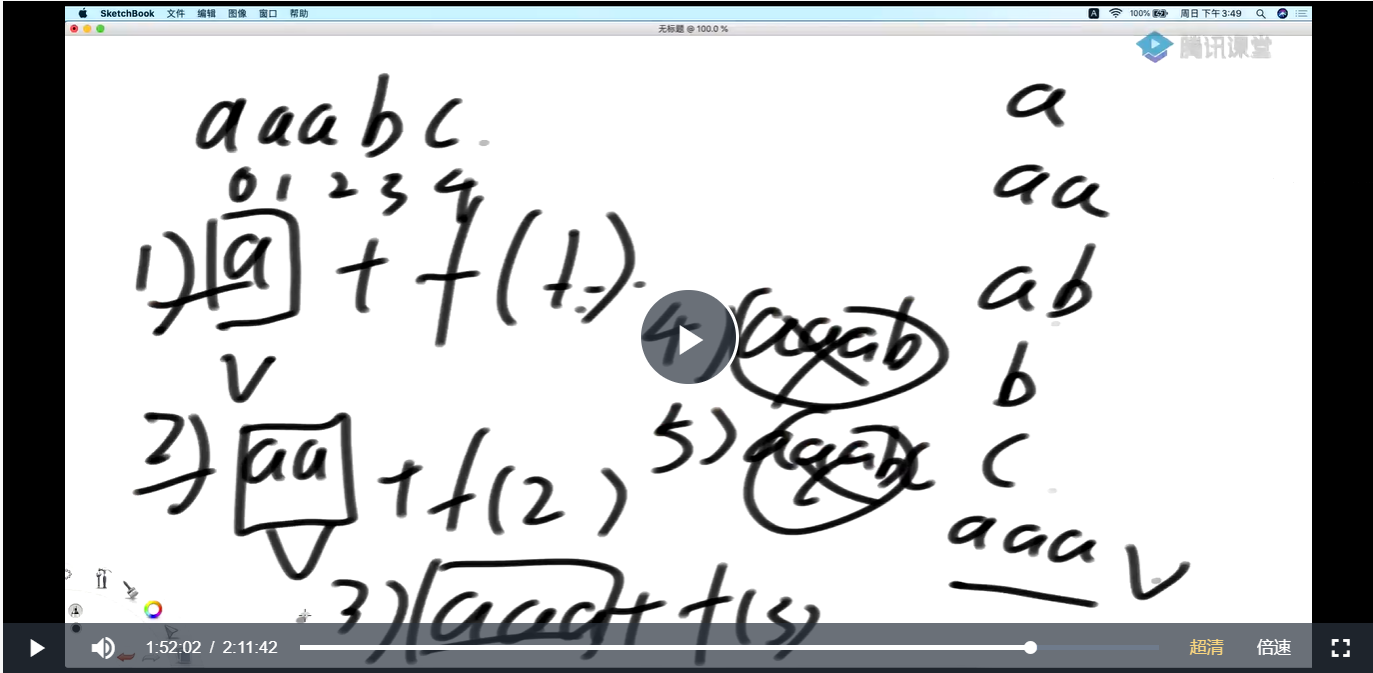 SketchBook 文件 编辑 图像 窗口 帮助
A 100% 周日 下午3:49
无标题 @ 100.0 %
腾讯课堂
aaabc
0 1 2 3 4
1) a + f(1)
V
2) aa + f(2)
V
3) aaa + f(3)
4) aaab
5) aaabc
a
aa
ab
b
c
aaa V
1:52:02 / 2:11:42
超清 倍速